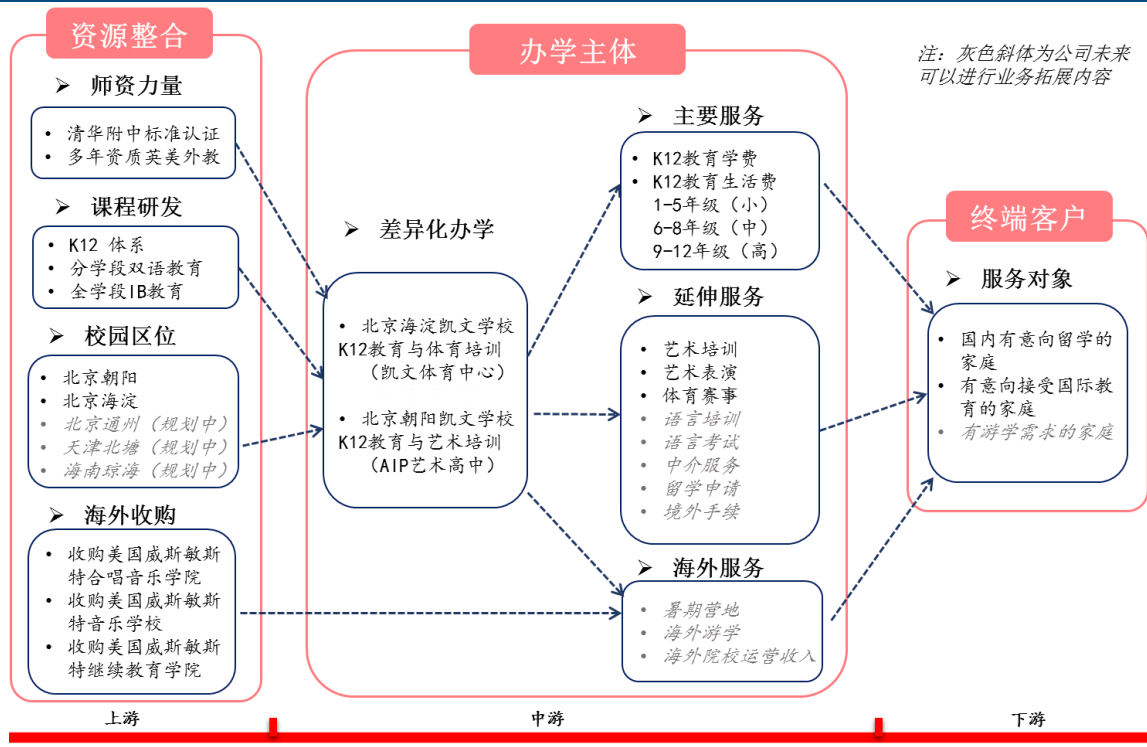 资源整合
➢ 师资力量
• 清华附中标准认证
• 多年资质英美外教
➢ 课程研发
• K12 体系
• 分学段双语教育
• 全学段IB教育
➢ 校园区位
• 北京朝阳
• 北京海淀
• 北京通州（规划中）
• 天津北塘（规划中）
• 海南琼海（规划中）
➢ 海外收购
• 收购美国威斯敏斯
特合唱音乐学院
• 收购美国威斯敏斯
特音乐学校
• 收购美国威斯敏斯
特继续教育学院
办学主体
➢ 差异化办学
• 北京海淀凯文学校
K12教育与体育培训
（凯文体育中心）
• 北京朝阳凯文学校
K12教育与艺术培训
（AIP艺术高中）
➢ 主要服务
• K12教育学费
• K12教育生活费
1-5年级（小）
6-8年级（中）
9-12年级（高）
➢ 延伸服务
• 艺术培训
• 艺术表演
• 体育赛事
• 语言培训
• 语言考试
• 中介服务
• 留学申请
• 境外手续
➢ 海外服务
• 暑期营地
• 海外游学
• 海外院校运营收入
注：灰色斜体为公司未来
可以进行业务拓展内容
终端客户
➢ 服务对象
• 国内有意向留学的
家庭
• 有意向接受国际教
育的家庭
• 有游学需求的家庭
上游
中游
下游